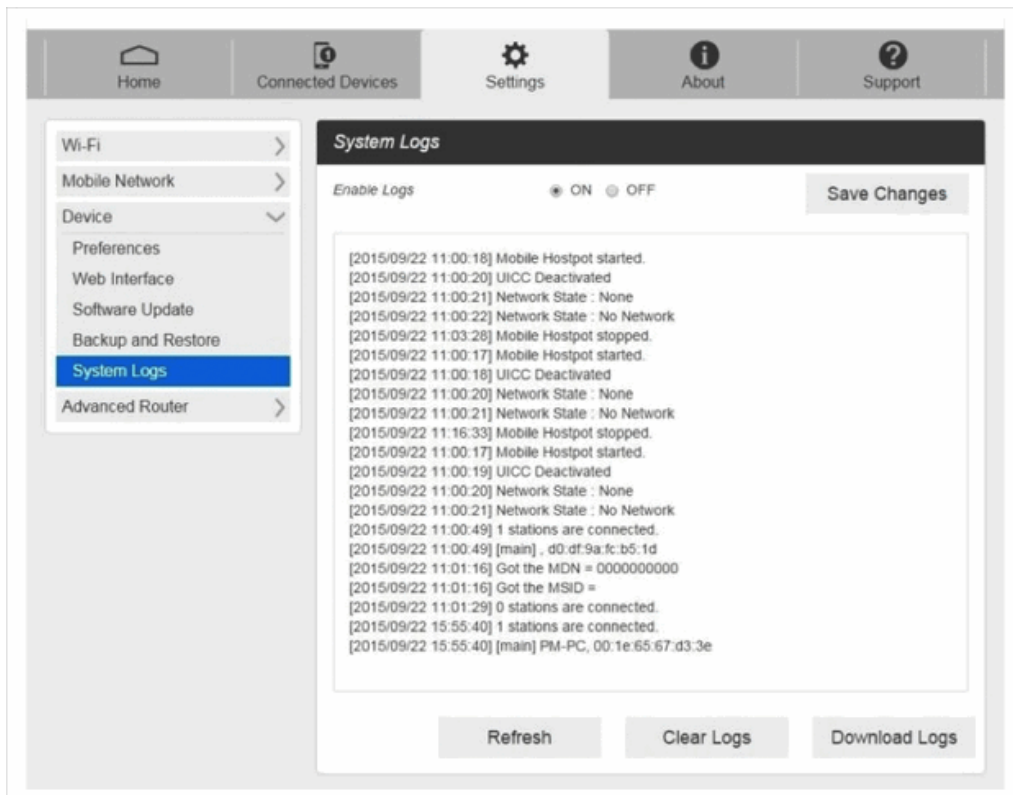 Home
Connected Devices
Settings
About
Support
Wi-Fi
Mobile Network
Device
Preferences
Web Interface
Software Update
Backup and Restore
System Logs
Advanced Router
System Logs
Enable Logs ON OFF
Save Changes
[2015/09/22 11:00:18] Mobile Hostpot started.
[2015/09/22 11:00:20] UICC Deactivated
[2015/09/22 11:00:21] Network State : None
[2015/09/22 11:00:22] Network State : No Network
[2015/09/22 11:03:28] Mobile Hostpot stopped.
[2015/09/22 11:00:17] Mobile Hostpot started.
[2015/09/22 11:00:18] UICC Deactivated
[2015/09/22 11:00:20] Network State : None
[2015/09/22 11:00:21] Network State : No Network
[2015/09/22 11:16:33] Mobile Hostpot stopped.
[2015/09/22 11:00:17] Mobile Hostpot started.
[2015/09/22 11:00:19] UICC Deactivated
[2015/09/22 11:00:20] Network State : None
[2015/09/22 11:00:21] Network State : No Network
[2015/09/22 11:00:49] 1 stations are connected.
[2015/09/22 11:00:49] [main] , d0:df:9a:fc:b5:1d
[2015/09/22 11:01:16] Got the MDN = 0000000000
[2015/09/22 11:01:16] Got the MSID =
[2015/09/22 11:01:29] 0 stations are connected.
[2015/09/22 15:55:40] 1 stations are connected.
[2015/09/22 15:55:40] [main] PM-PC, 00:1e:65:67:d3:3e
Refresh
Clear Logs
Download Logs